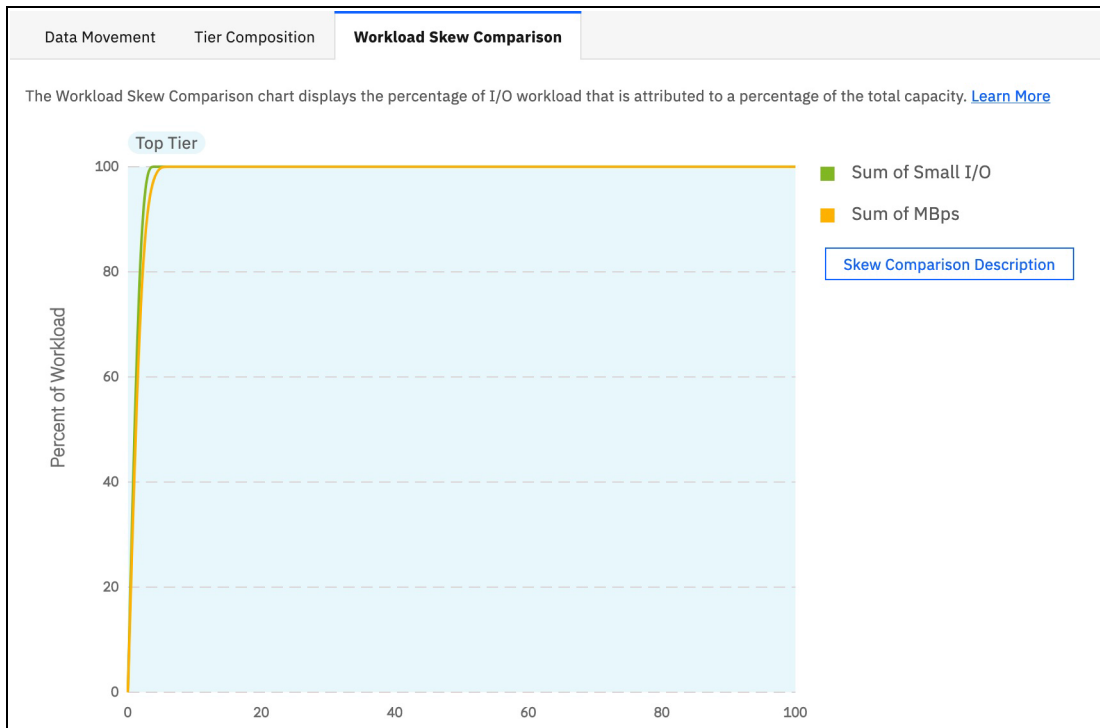 Data Movement
Tier Composition
Workload Skew Comparison
The Workload Skew Comparison chart displays the percentage of I/O workload that is attributed to a percentage of the total capacity. Learn More
Top Tier
100
80
60
40
20
0
Percent of Workload
0 20 40 60 80 100
Sum of Small I/O
Sum of MBps
Skew Comparison Description